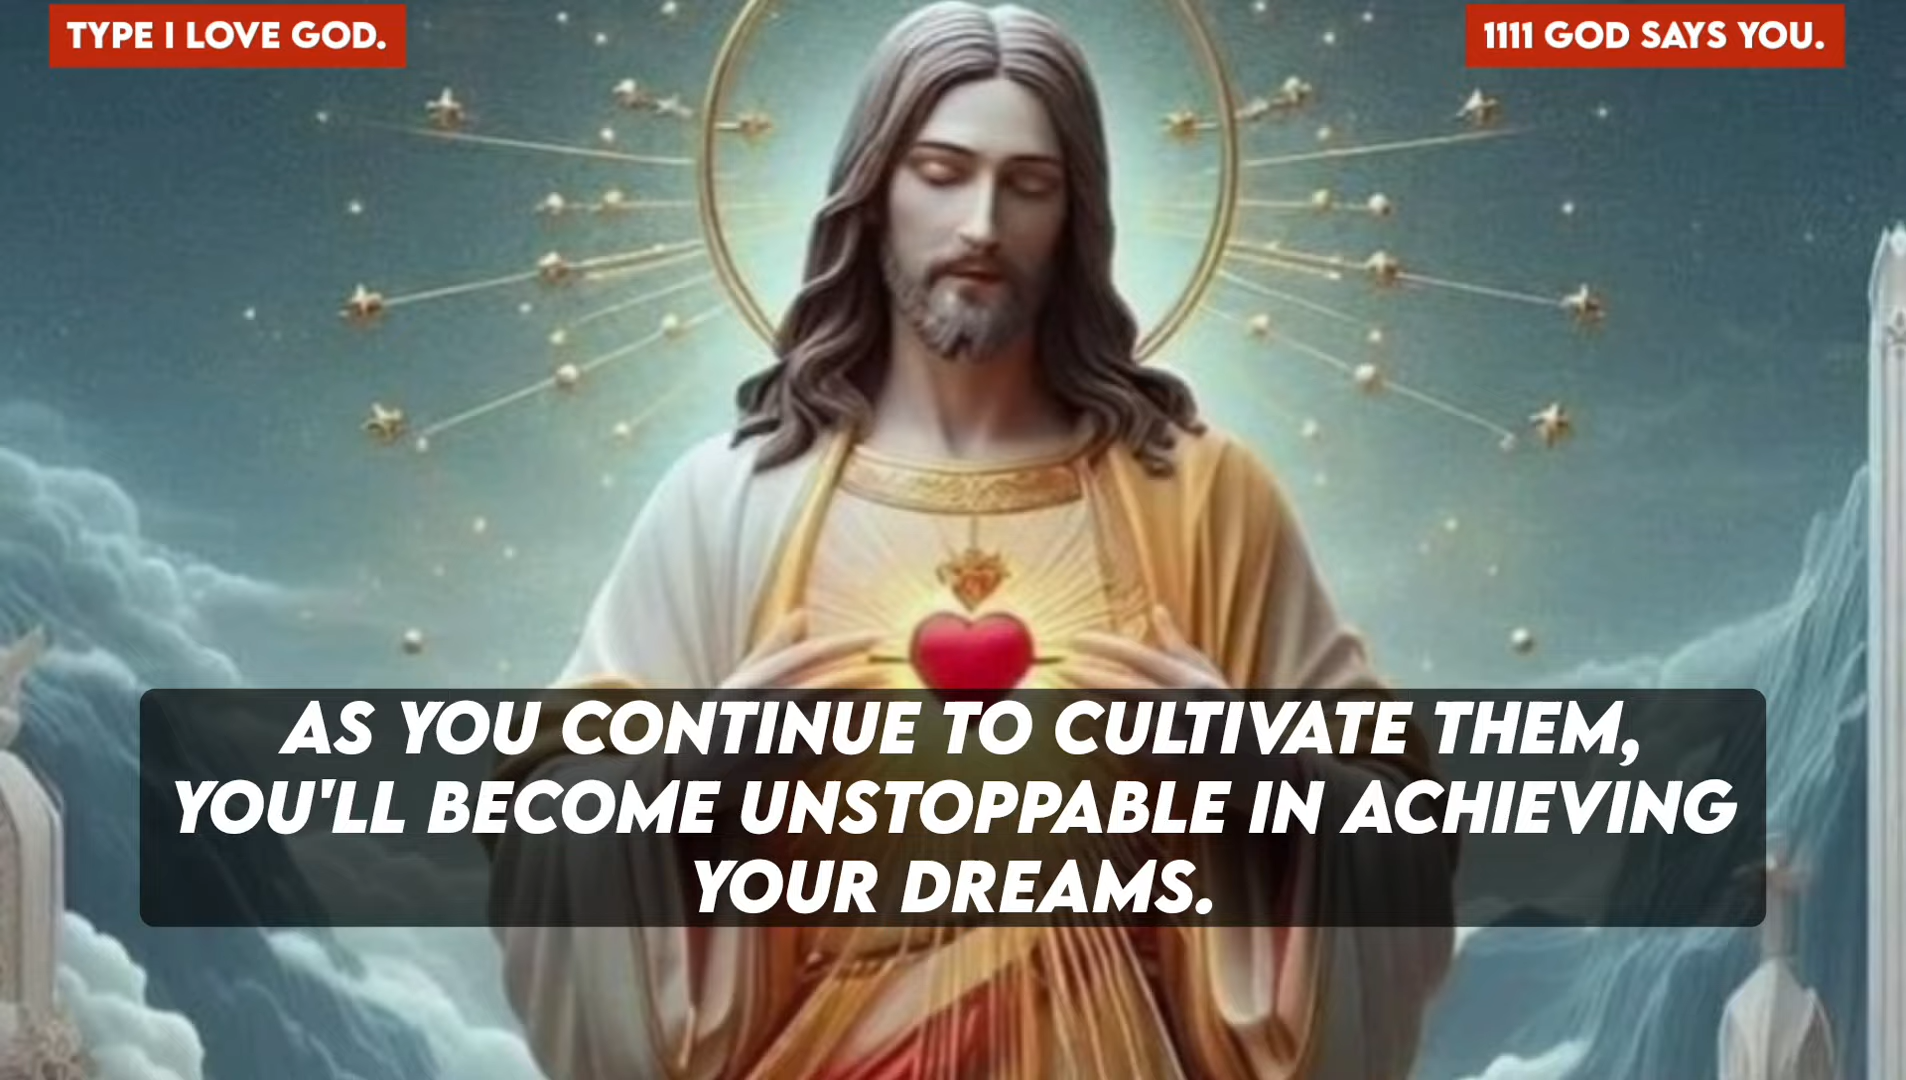 TYPE I LOVE GOD.
1111 GOD SAYS YOU.
AS YOU CONTINUE TO CULTIVATE THEM,
YOU'LL BECOME UNSTOPPABLE IN ACHIEVING
YOUR DREAMS.